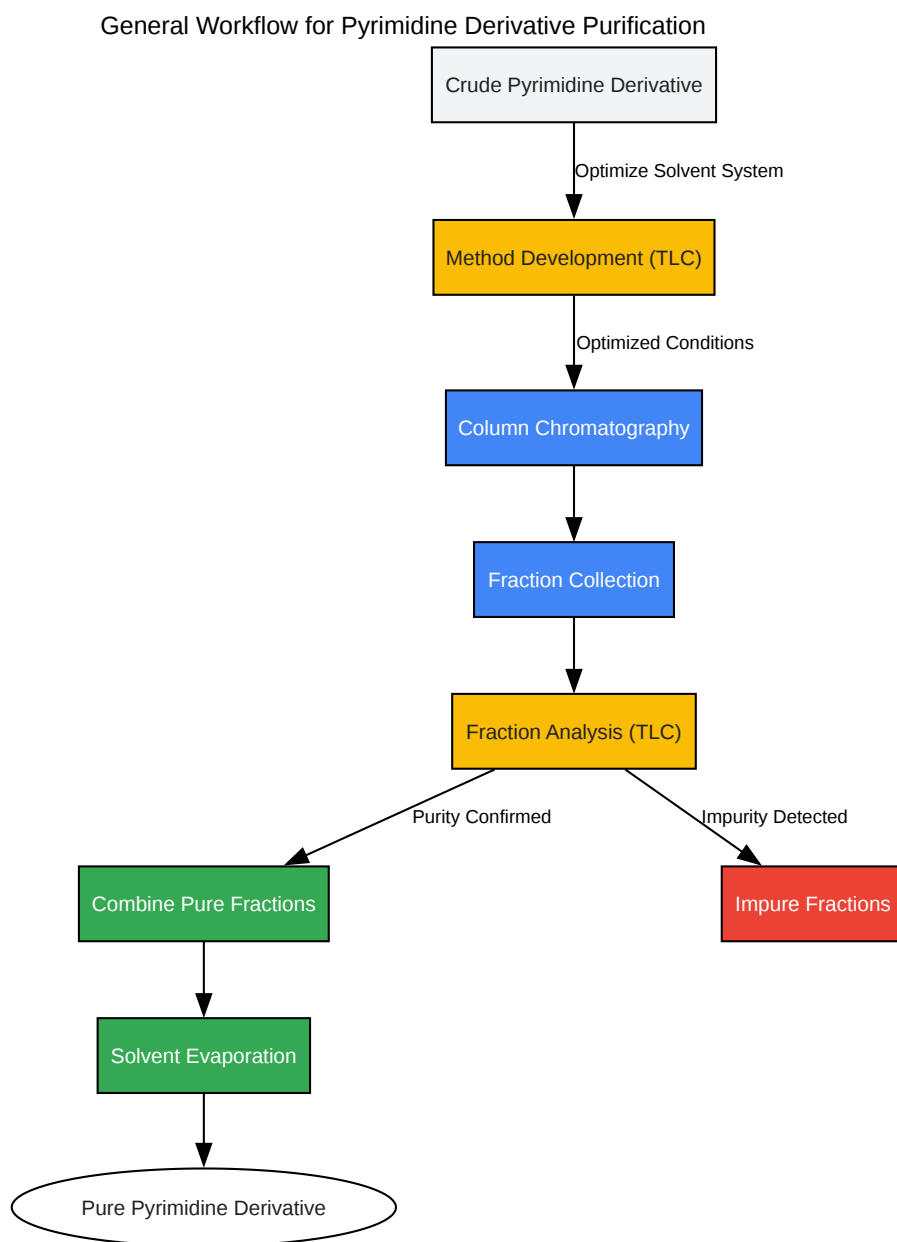 General Workflow for Pyrimidine Derivative Purification
Crude Pyrimidine Derivative
Optimize Solvent System
Method Development (TLC)
Optimized Conditions
Column Chromatography
Fraction Collection
Fraction Analysis (TLC)
Purity Confirmed
Impurity Detected
Combine Pure Fractions
Impure Fractions
Solvent Evaporation
Pure Pyrimidine Derivative